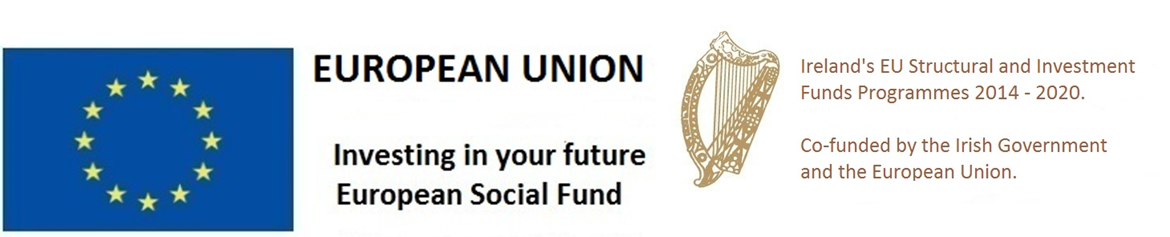 EUROPEAN UNION
Investing in your future
European Social Fund
Ireland's EU Structural and Investment
Funds Programmes 2014 - 2020.
Co-funded by the Irish Government
and the European Union.